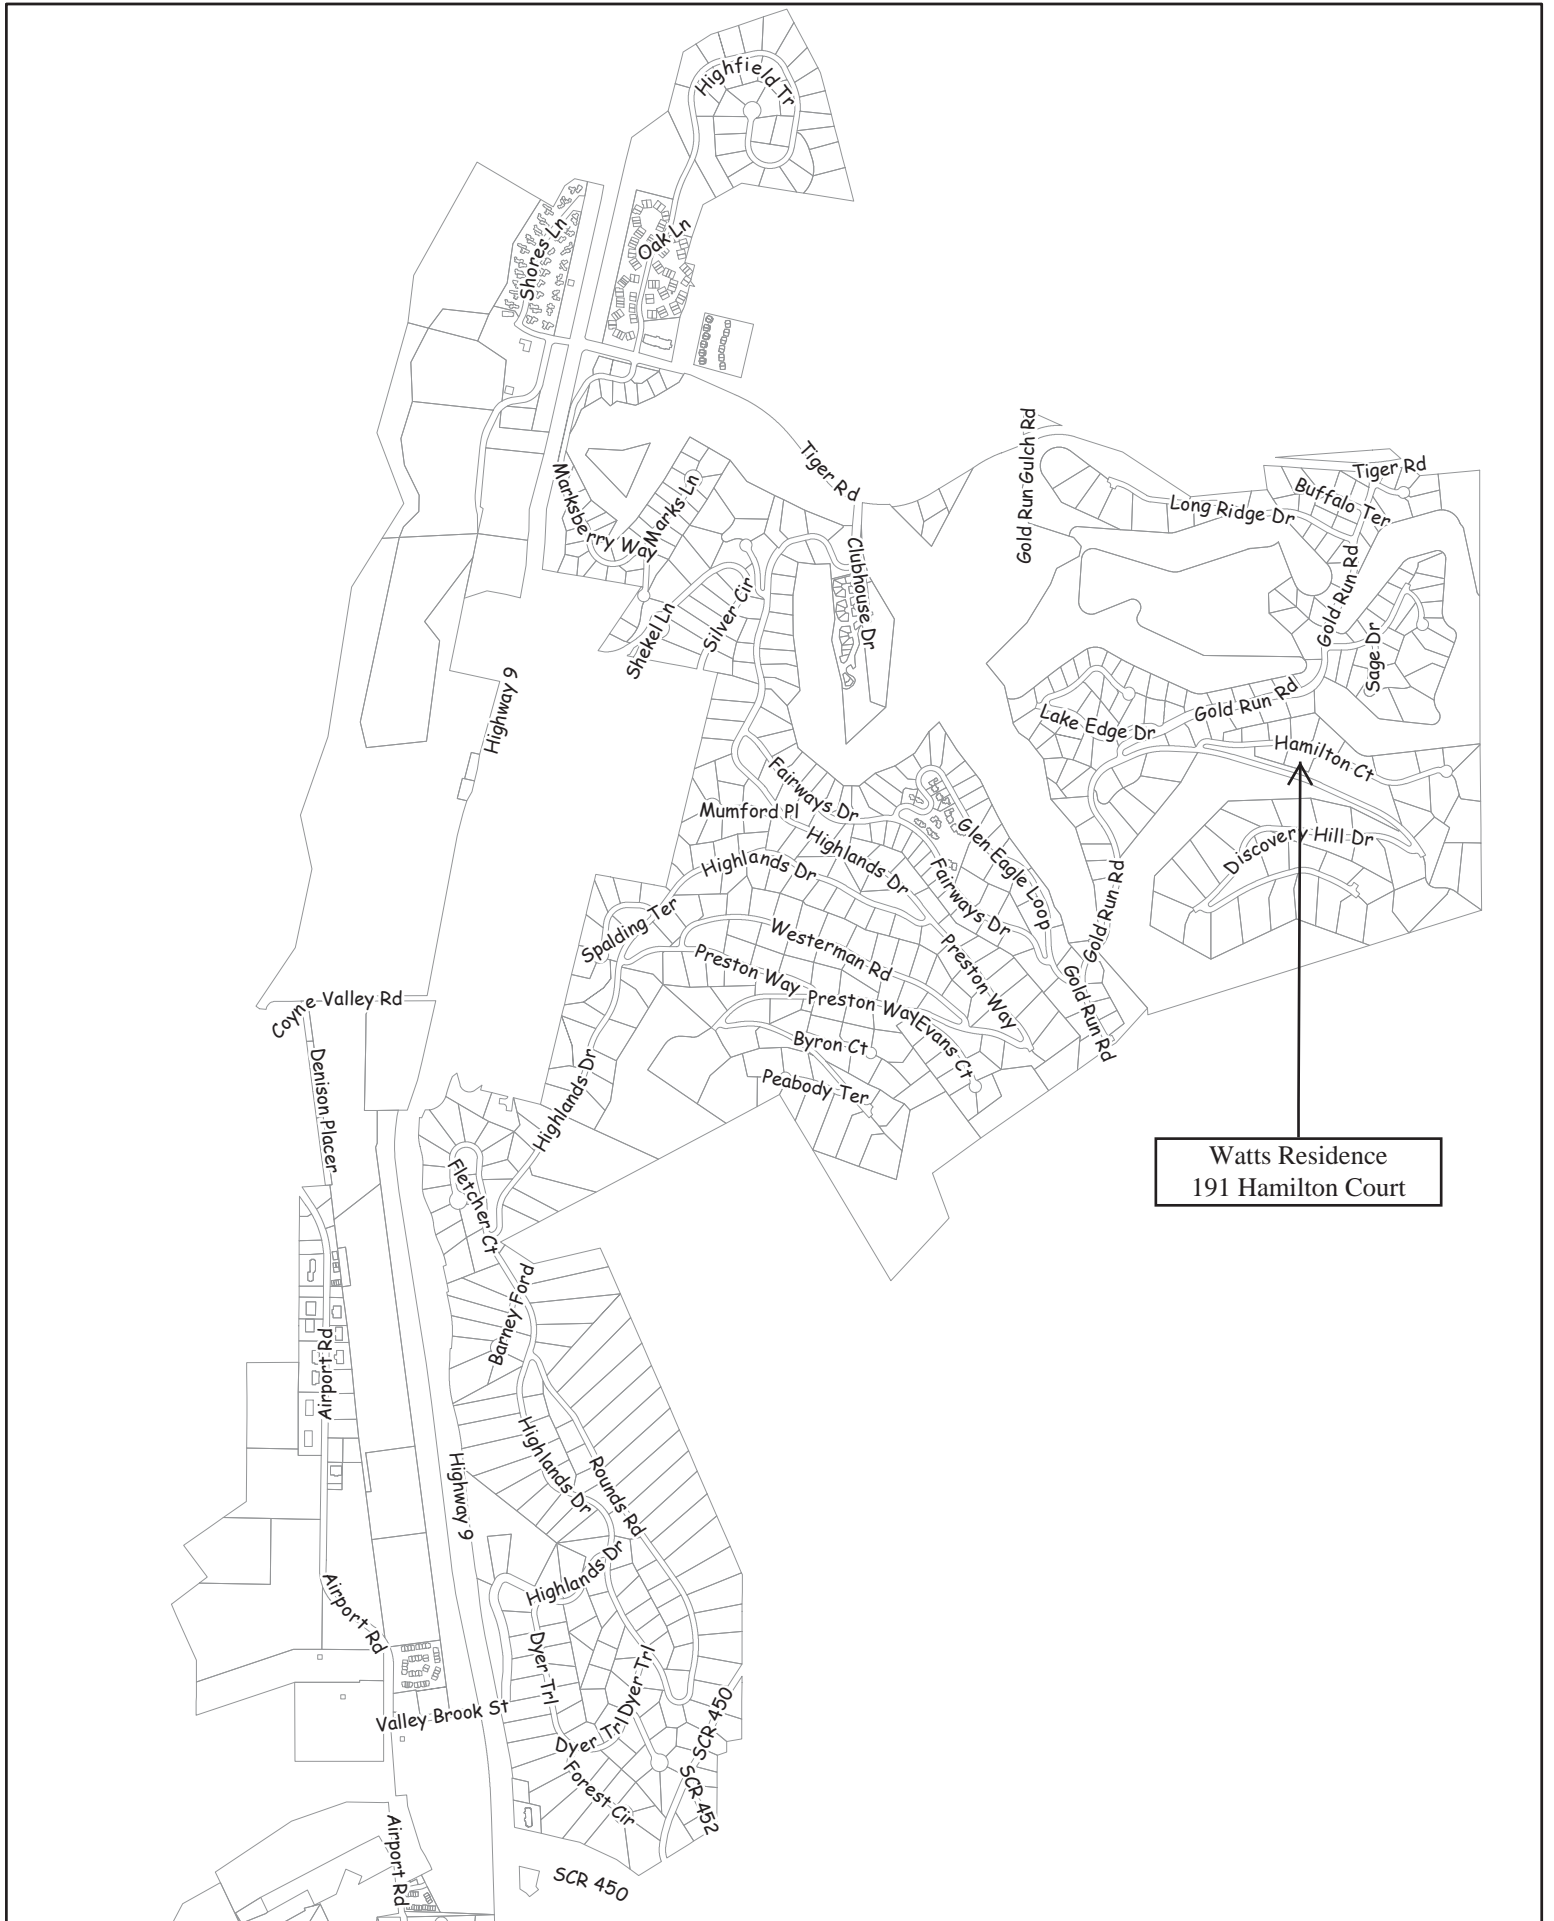 Highfield Tr
Shores Ln
Oak Ln
Tiger Rd
Gold Run Gulch Rd
Tiger Rd
Buffalo Ter
Long Ridge Dr
Marksberry Way
Marks Ln
Clubhouse Dr
Gold Run Rd
Shekel Ln
Silver Cir
Sage Dr
Highway 9
Gold Run Rd
Lake Edge Dr
Hamilton Ct
Fairways Dr
Mumford Pl
Highlands Dr
Glen Eagle Loop
Discovery Hill Dr
Highlands Dr
Fairways Dr
Gold Run Rd
Spalding Ter
Westerman Rd
Preston Way
Preston Way
Preston Way
Gold Run Rd
Coyne Valley Rd
Evans Ct
Byron Ct
Denison Placer
Highlands Dr
Peabody Ter
Watts Residence
191 Hamilton Court
Fletcher Ct
Barney Ford
Airport Rd
Highlands Dr
Highway 9
Rounds Rd
Highlands Dr
Airport Rd
Dyer Trl
Dyer Trl
SCR 450
Valley Brook St
Dyer Trl
Forest Cir
SCR 452
Airport Rd
SCR 450